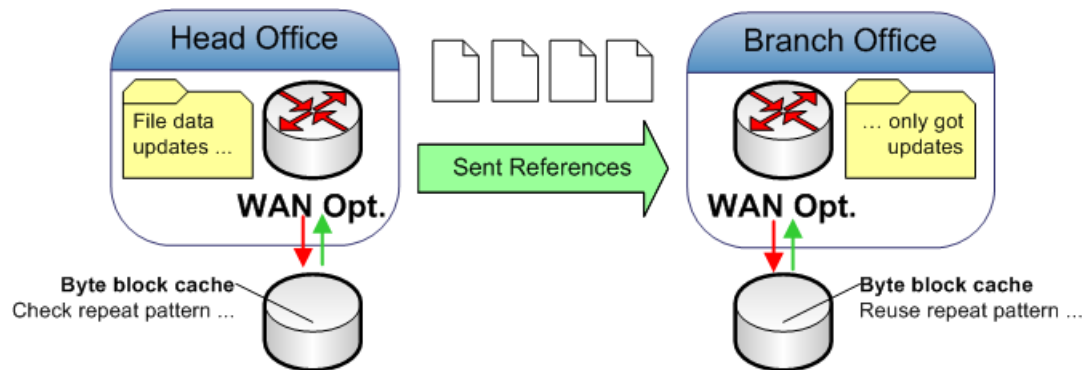 Head Office
Branch Office
File data
updates ...
... only got
updates
Sent References
WAN Opt.
WAN Opt.
Byte block cache
Check repeat pattern ...
Byte block cache
Reuse repeat pattern ...